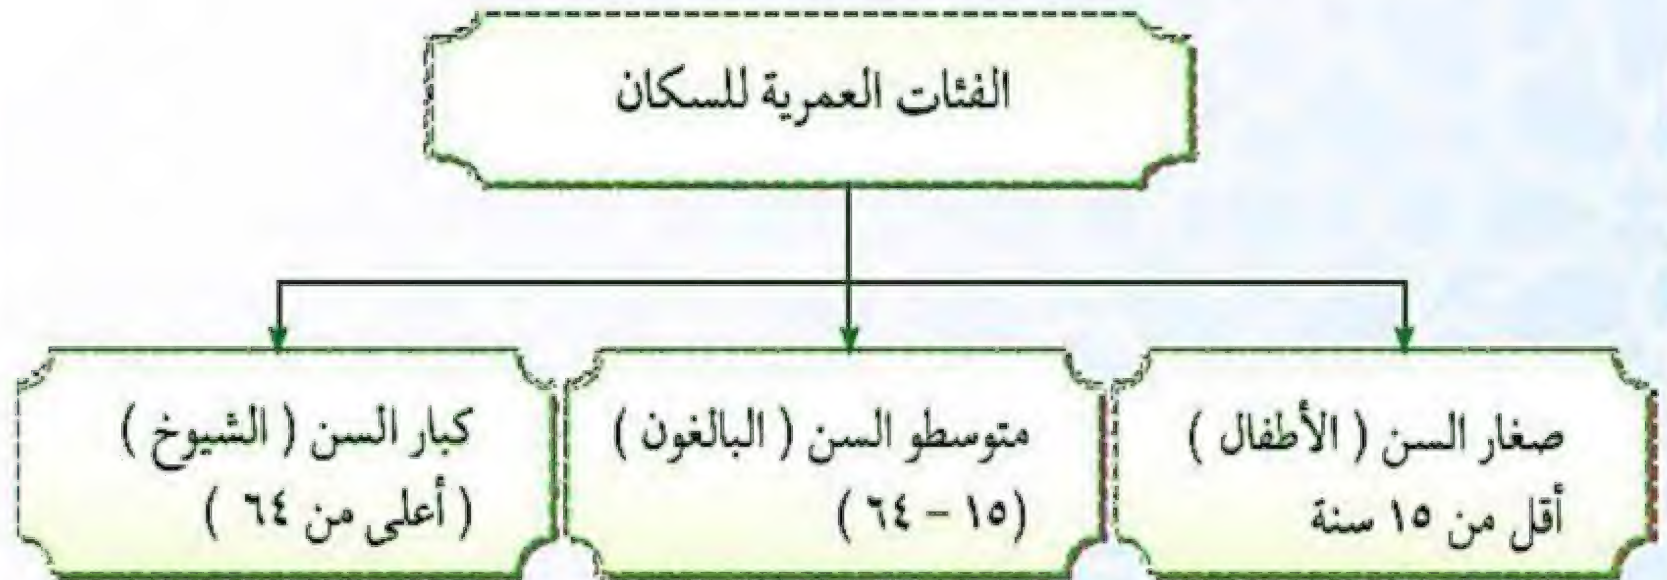 الفئات العمرية للسكان
صغار السن ( الأطفال )
أقل من ١٥ سنة
متوسطو السن ( البالغون )
(١٥ – ٦٤ )
كبار السن ( الشيوخ )
( أعلى من ٦٤ )